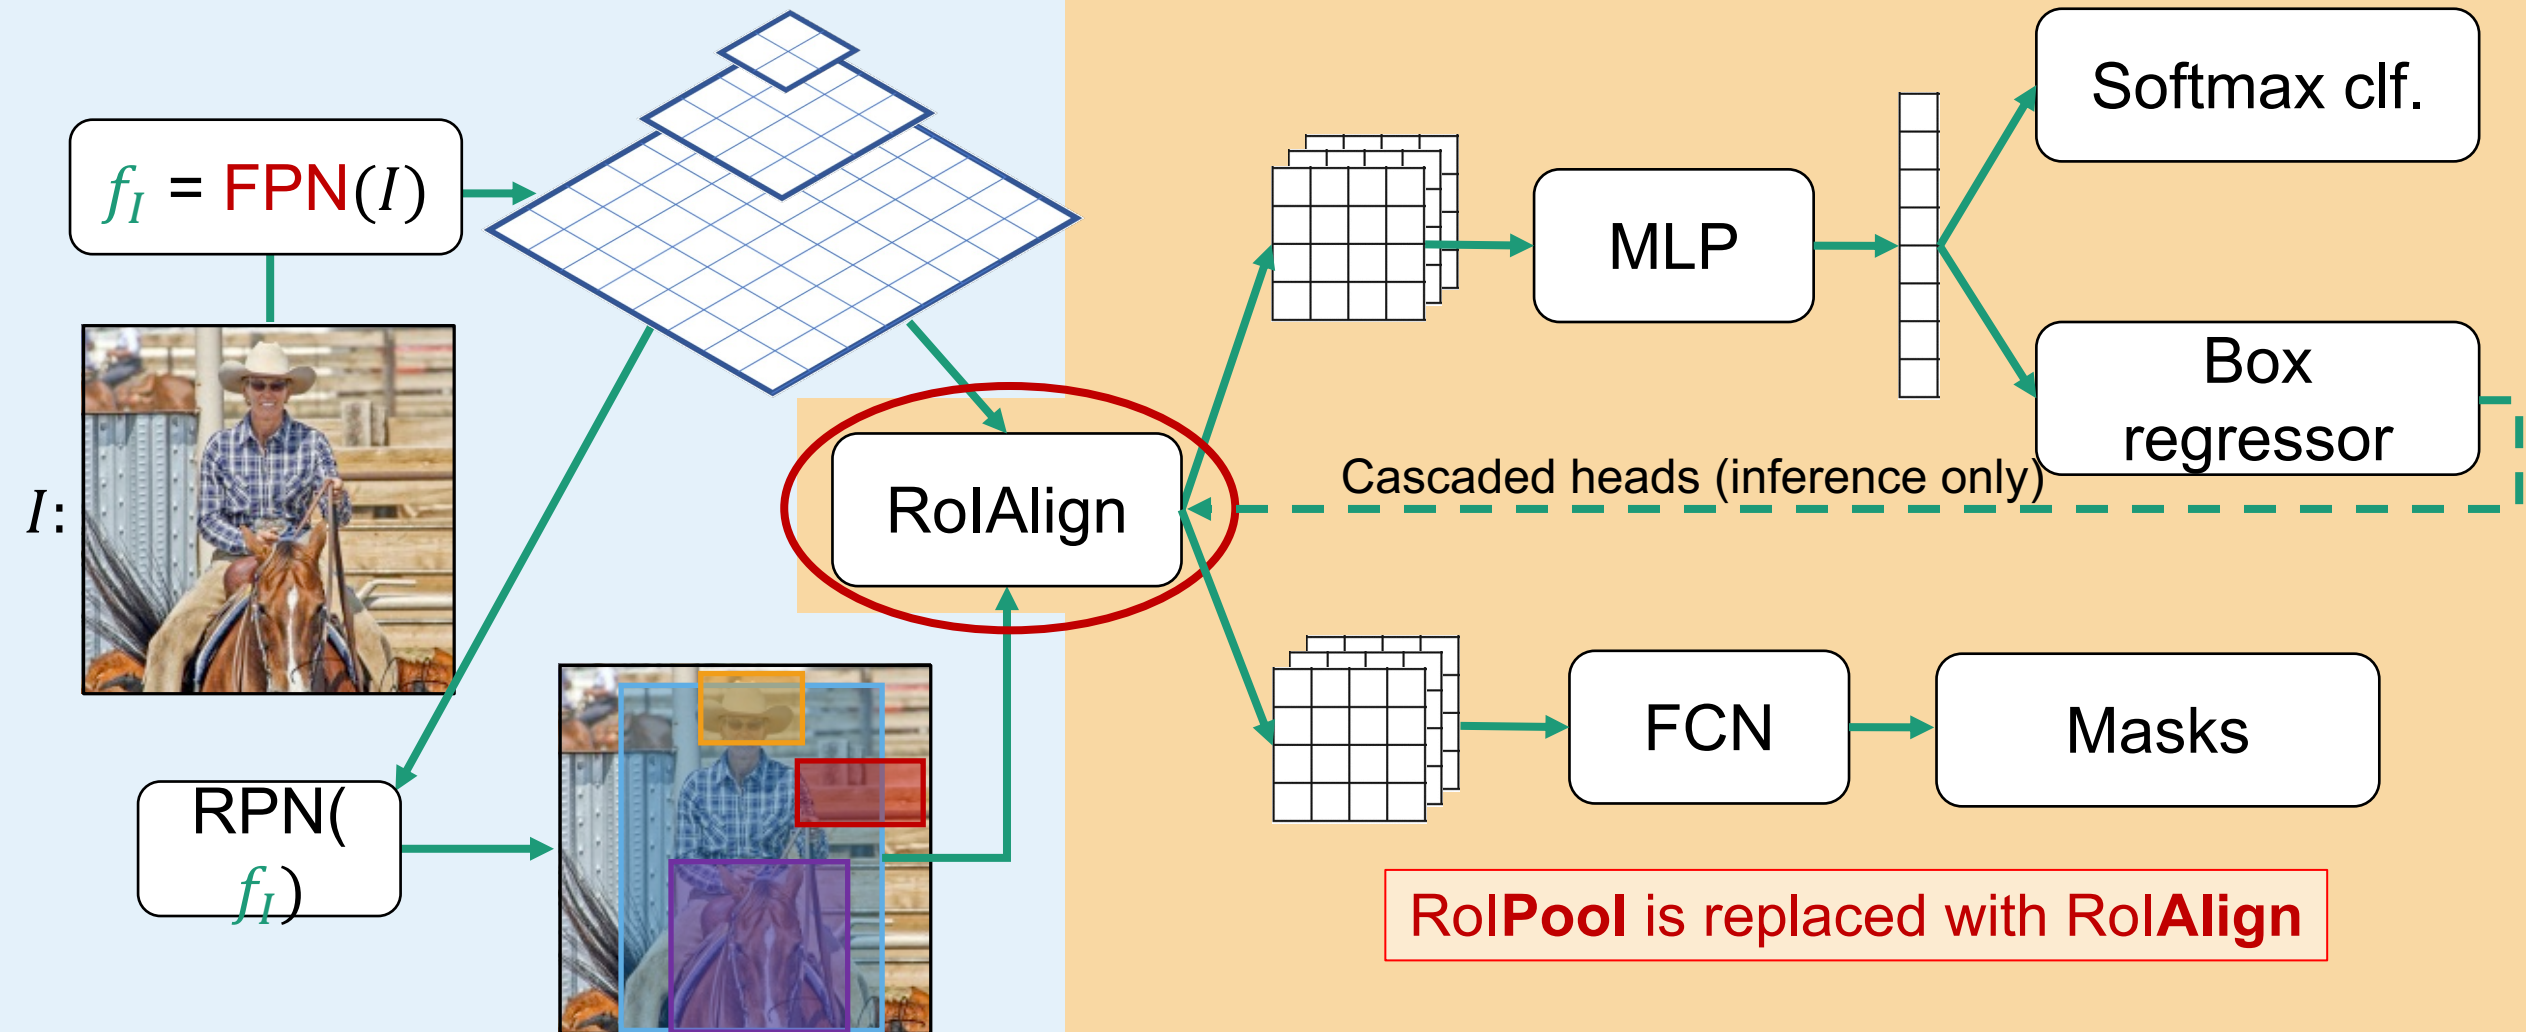 f_I = FPN(I)
I:
RPN(
f_I)
RoIAlign
MLP
Softmax clf.
Box
regressor
Cascaded heads (inference only)
FCN
Masks
RoIPool is replaced with RoIAlign